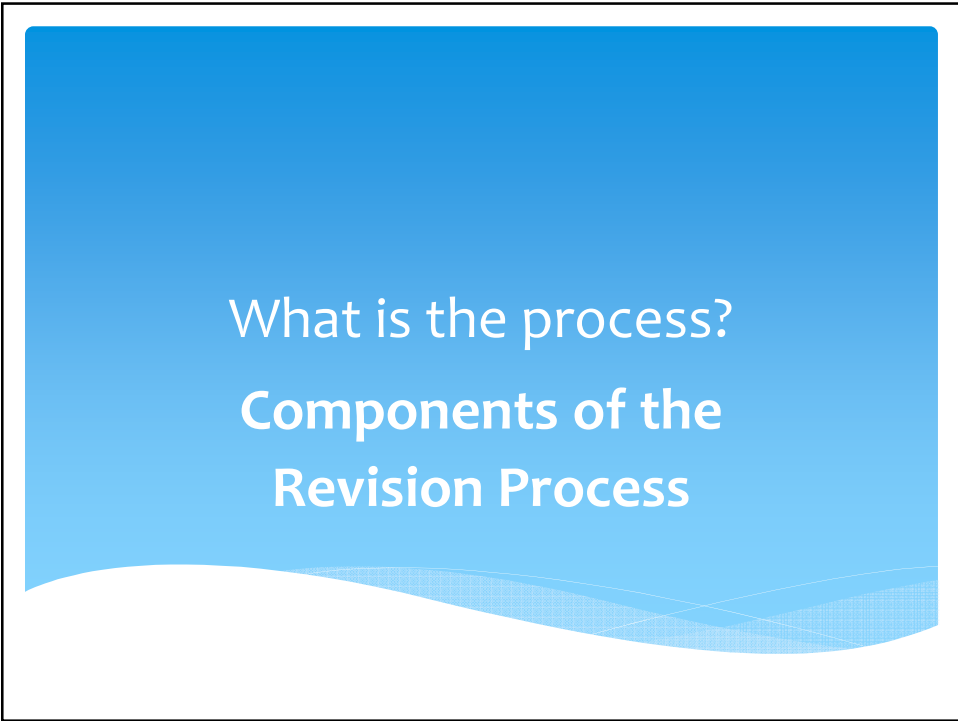 What is the process?
Components of the
Revision Process